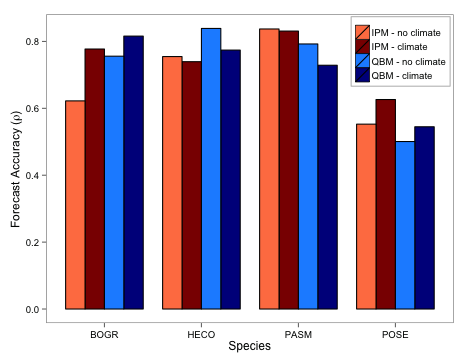 IPM - no climate
IPM - climate
QBM - no climate
QBM - climate
0.8
0.6
0.4
0.2
0.0
Forecast Accuracy (ρ)
BOGR HECO PASM POSE
Species